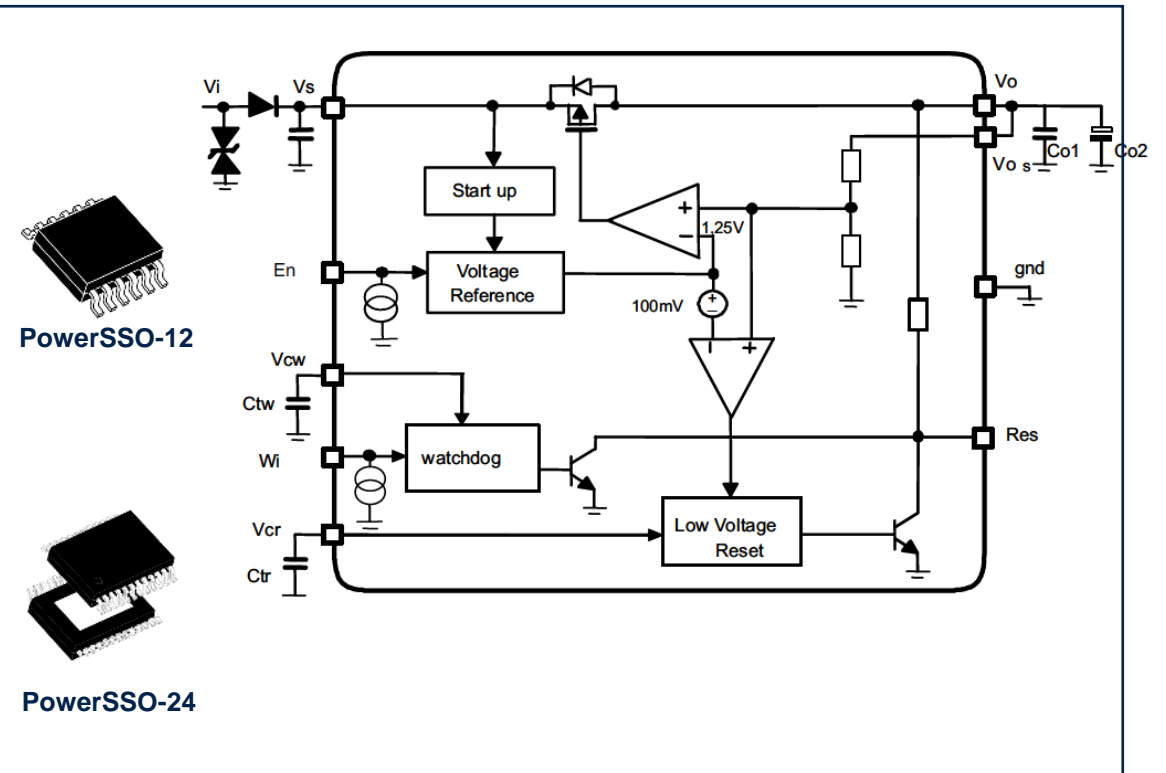 Vi
Vs
Vo
Co1
Co2
Vo s
Start up
+
1,25V
−
En
Voltage
Reference
gnd
100mV
+
−
Vcw
− +
Ctw
Res
Wi
watchdog
Vcr
Low Voltage
Reset
Ctr
PowerSSO-12
PowerSSO-24